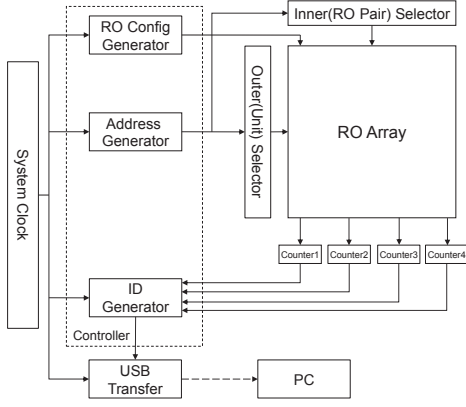 Inner(RO Pair) Selector
RO Config
Generator
System Clock
Address
Generator
Outer(Unit) Selector
RO Array
Counter1
Counter2
Counter3
Counter4
ID
Generator
Controller
USB
Transfer
PC